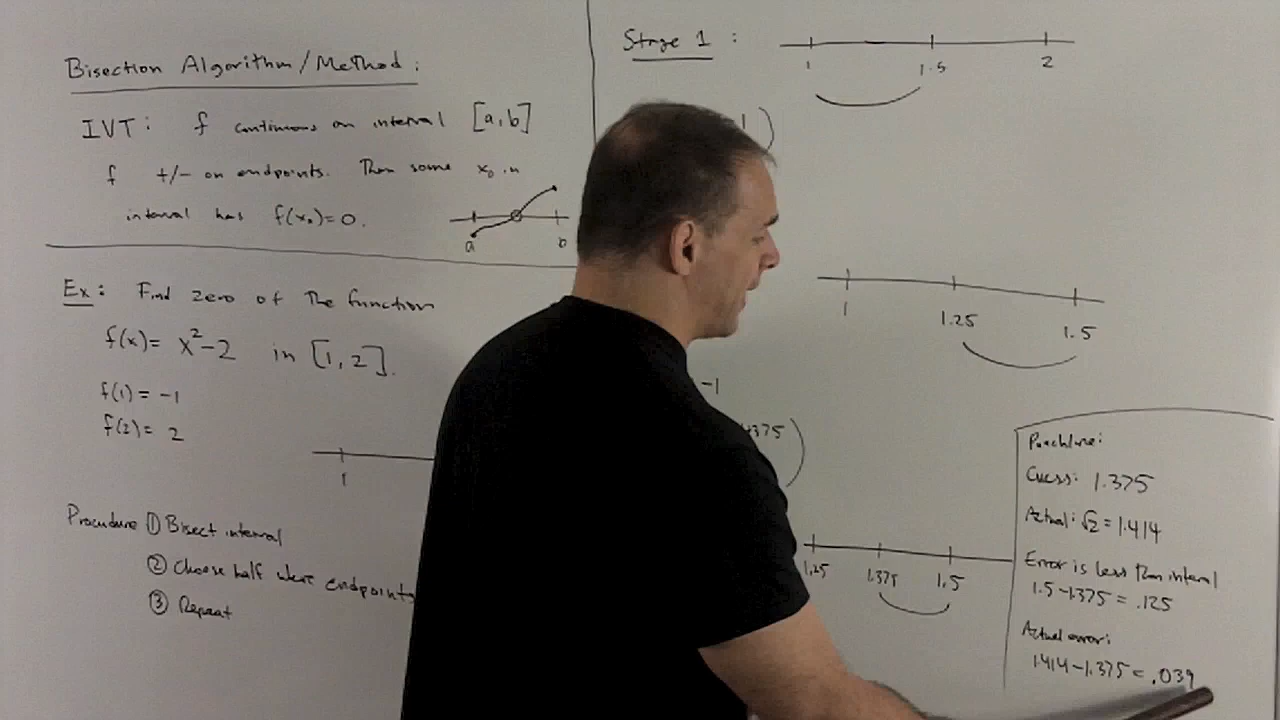 Bisection Algorithm/Method:
IVT: f continuous on interval [a,b]
f +/- on endpoints. Then some x₀ in
interval has f(x₀)=0.
a b
Ex: Find zero of the function
f(x)= x²-2 in [1,2].
f(1)= -1
f(2)= 2
1
Procedure ① Bisect interval
② Choose half where endpoints
③ Repeat
Stage 1:
1 1.5 2
1 1.25 1.5
-1
1.25 1.375 1.5
Punchline:
Guess: 1.375
Actual: √2=1.414
Error is less than interval
1.5-1.375=.125
Actual error:
1.414-1.375=.039